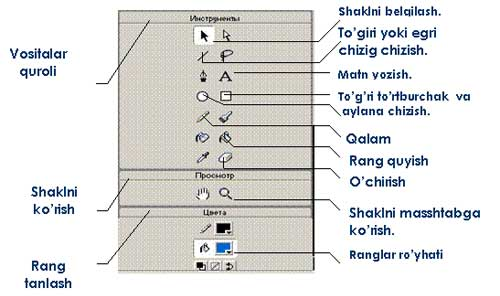 Инструменты
Shaklni belgilash.
To'giri yoki egri
chizig chizish.
Vositalar
quroli
A
Matn yozish.
To'g'ri to'rtburchak va
aylana chizish.
Qalam
Rang quyish
O'chirish
Просмотр
Shaklni
ko'rish
Shaklni masshtabga
ko'rish.
Цвета
Rang
tanlash
Ranglar ro'yhati